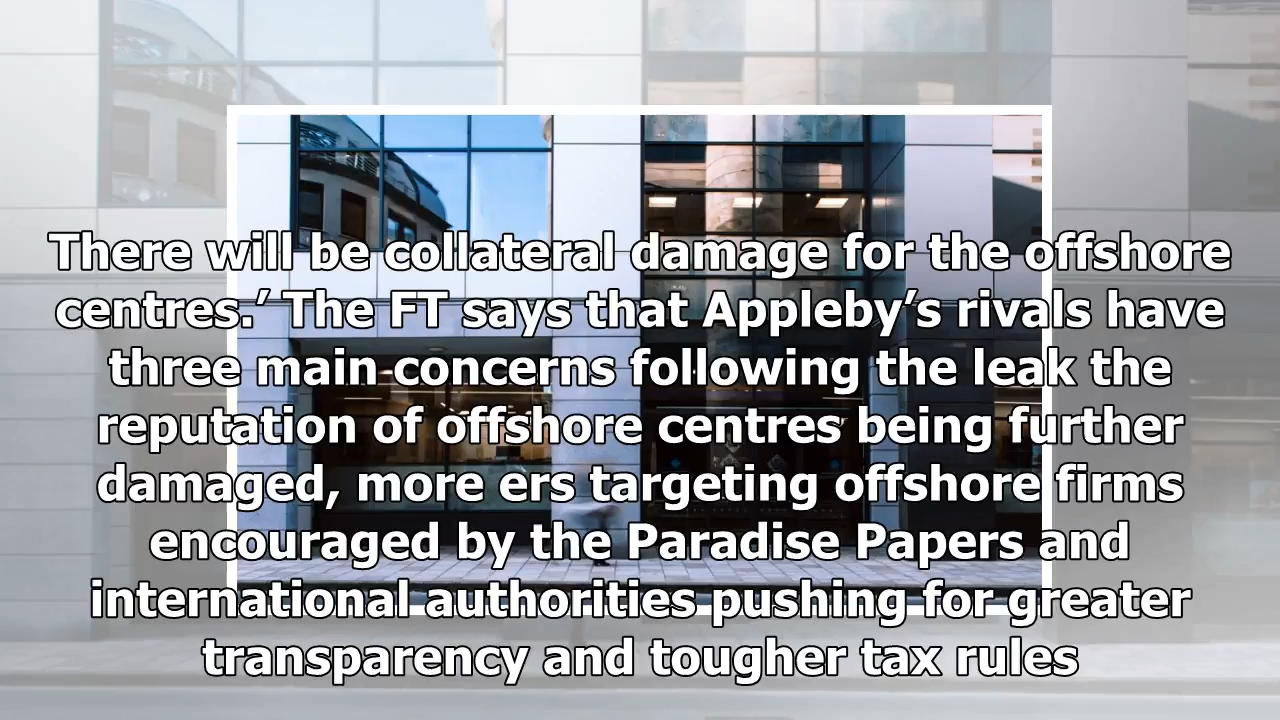 There will be collateral damage for the offshore
centres.’ The FT says that Appleby’s rivals have
three main concerns following the leak the
reputation of offshore centres being further
damaged, more ers targeting offshore firms
encouraged by the Paradise Papers and
international authorities pushing for greater
transparency and tougher tax rules